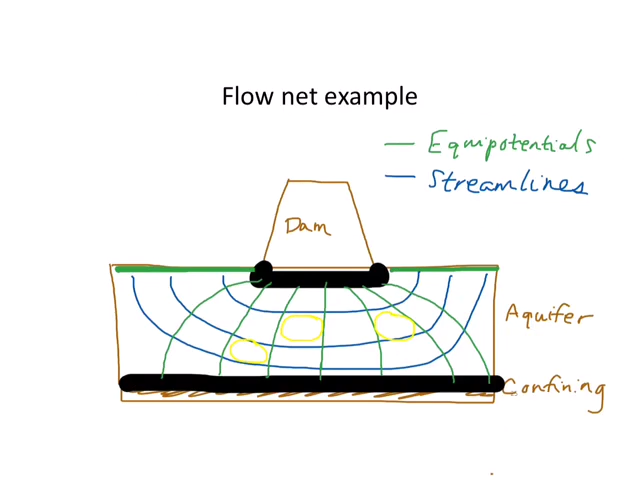 Flow net example
Equipotentials
Streamlines
Dam
Aquifer
Confining